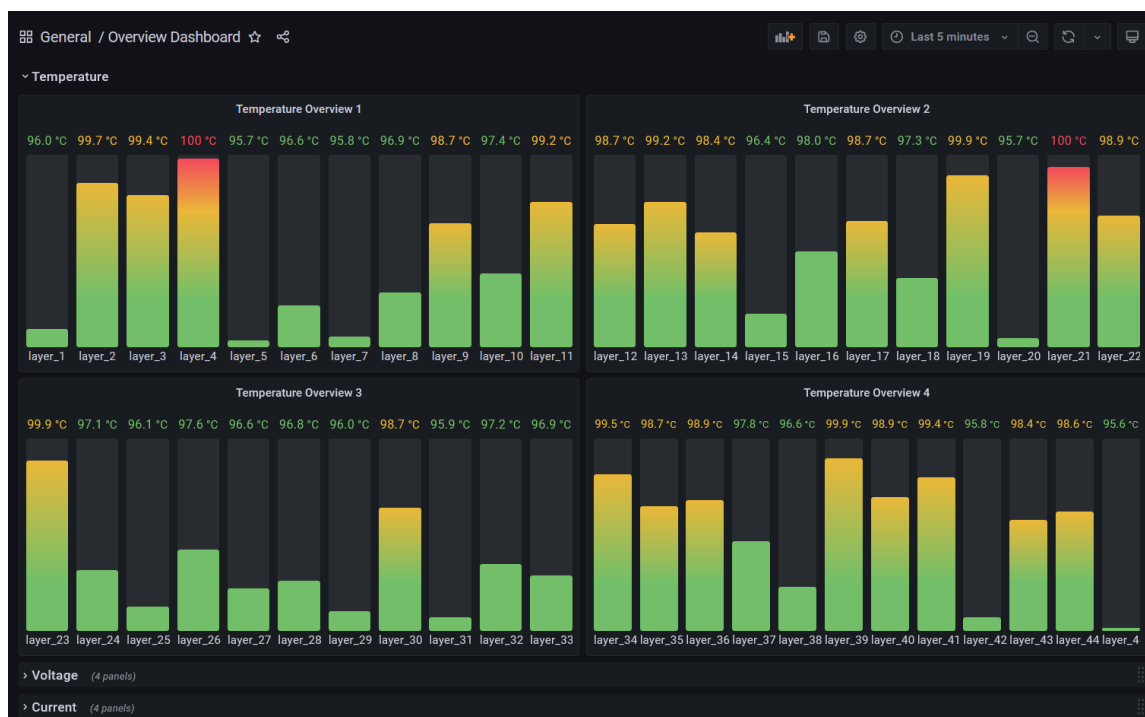 General / Overview Dashboard
Last 5 minutes
Temperature
Temperature Overview 1
96.0 °C 99.7 °C 99.4 °C 100 °C 95.7 °C 96.6 °C 95.8 °C 96.9 °C 98.7 °C 97.4 °C 99.2 °C
layer_1 layer_2 layer_3 layer_4 layer_5 layer_6 layer_7 layer_8 layer_9 layer_10 layer_11
Temperature Overview 2
98.7 °C 99.2 °C 98.4 °C 96.4 °C 98.0 °C 98.7 °C 97.3 °C 99.9 °C 95.7 °C 100 °C 98.9 °C
layer_12 layer_13 layer_14 layer_15 layer_16 layer_17 layer_18 layer_19 layer_20 layer_21 layer_22
Temperature Overview 3
99.9 °C 97.1 °C 96.1 °C 97.6 °C 96.6 °C 96.8 °C 96.0 °C 98.7 °C 95.9 °C 97.2 °C 96.9 °C
layer_23 layer_24 layer_25 layer_26 layer_27 layer_28 layer_29 layer_30 layer_31 layer_32 layer_33
Temperature Overview 4
99.5 °C 98.7 °C 98.9 °C 97.8 °C 96.6 °C 99.9 °C 98.9 °C 99.4 °C 95.8 °C 98.4 °C 98.6 °C 95.6 °C
layer_34 layer_35 layer_36 layer_37 layer_38 layer_39 layer_40 layer_41 layer_42 layer_43 layer_44 layer_4
Voltage (4 panels)
Current (4 panels)